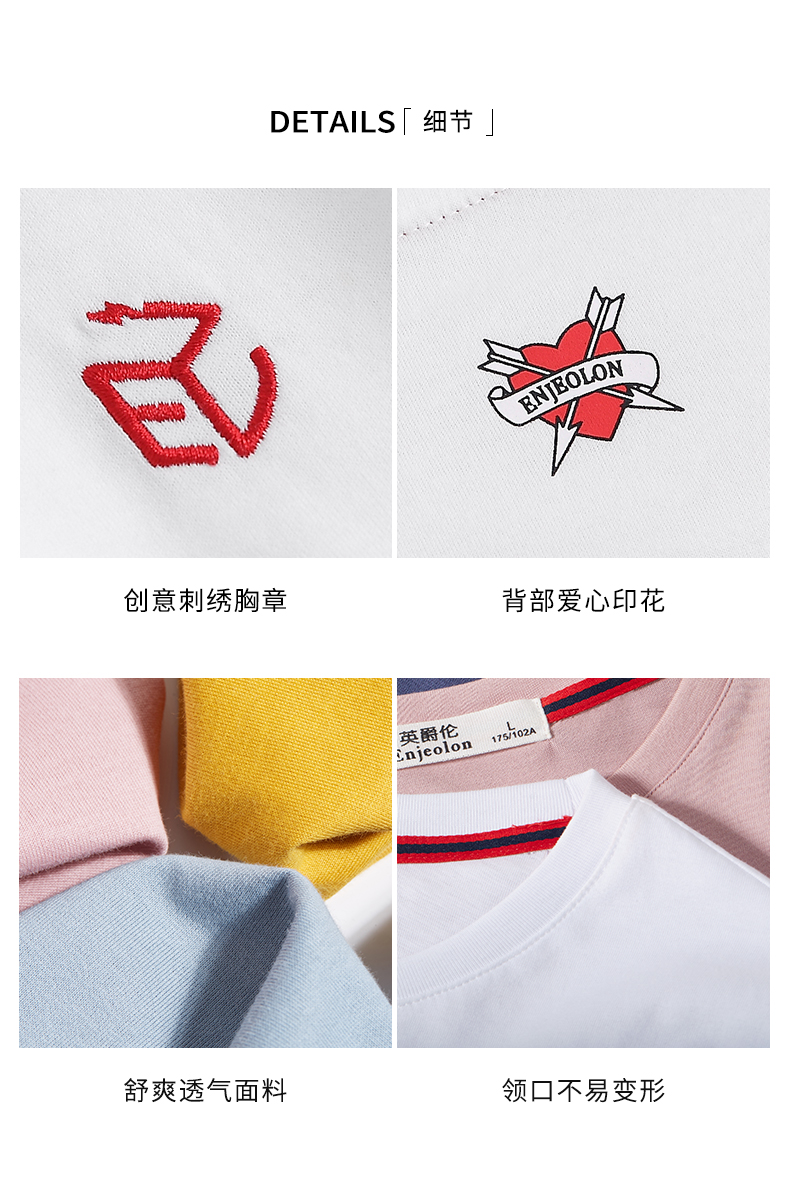 DETAILS「细节」
ENJEOLON
创意刺绣胸章
背部爱心印花
英爵伦
Enjeolon
L
175/102A
舒爽透气面料
领口不易变形